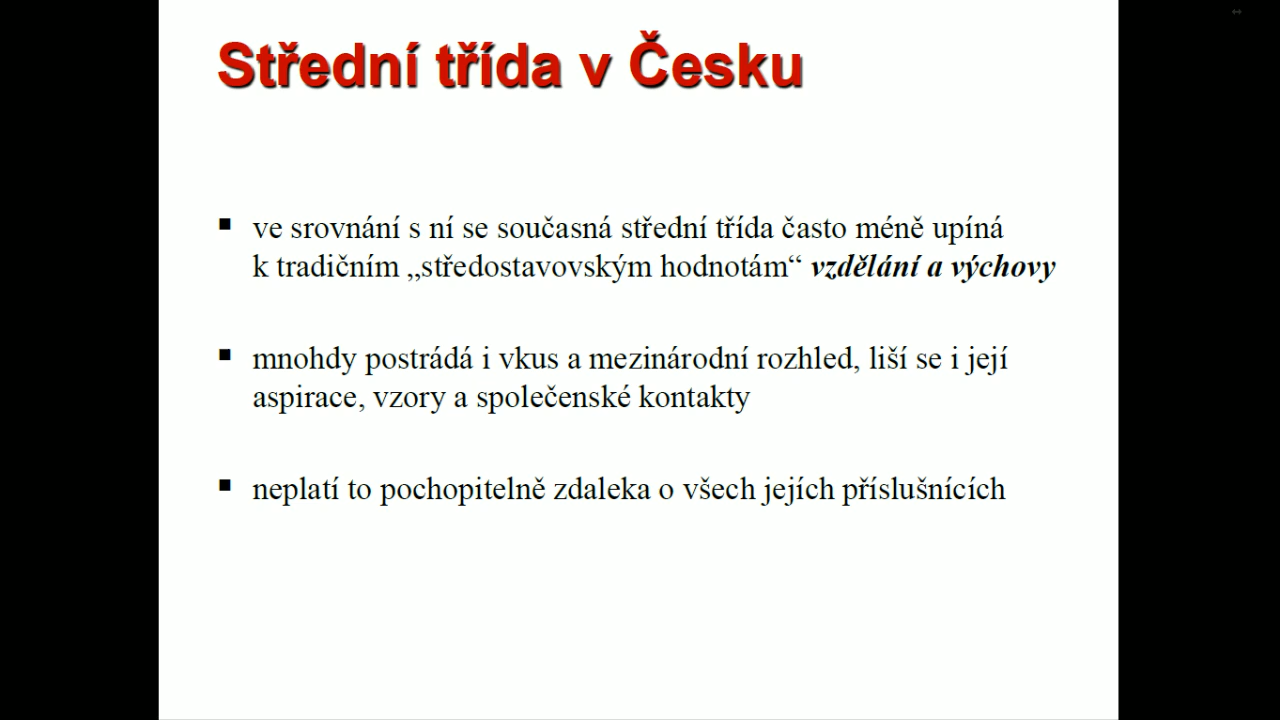 Střední třída v Česku
▪ ve srovnání s ní se současná střední třída často méně upíná
k tradičním „středostavovským hodnotám“ vzdělání a výchovy
▪ mnohdy postrádá i vkus a mezinárodní rozhled, liší se i její
aspirace, vzory a společenské kontakty
▪ neplatí to pochopitelně zdaleka o všech jejích příslušnících